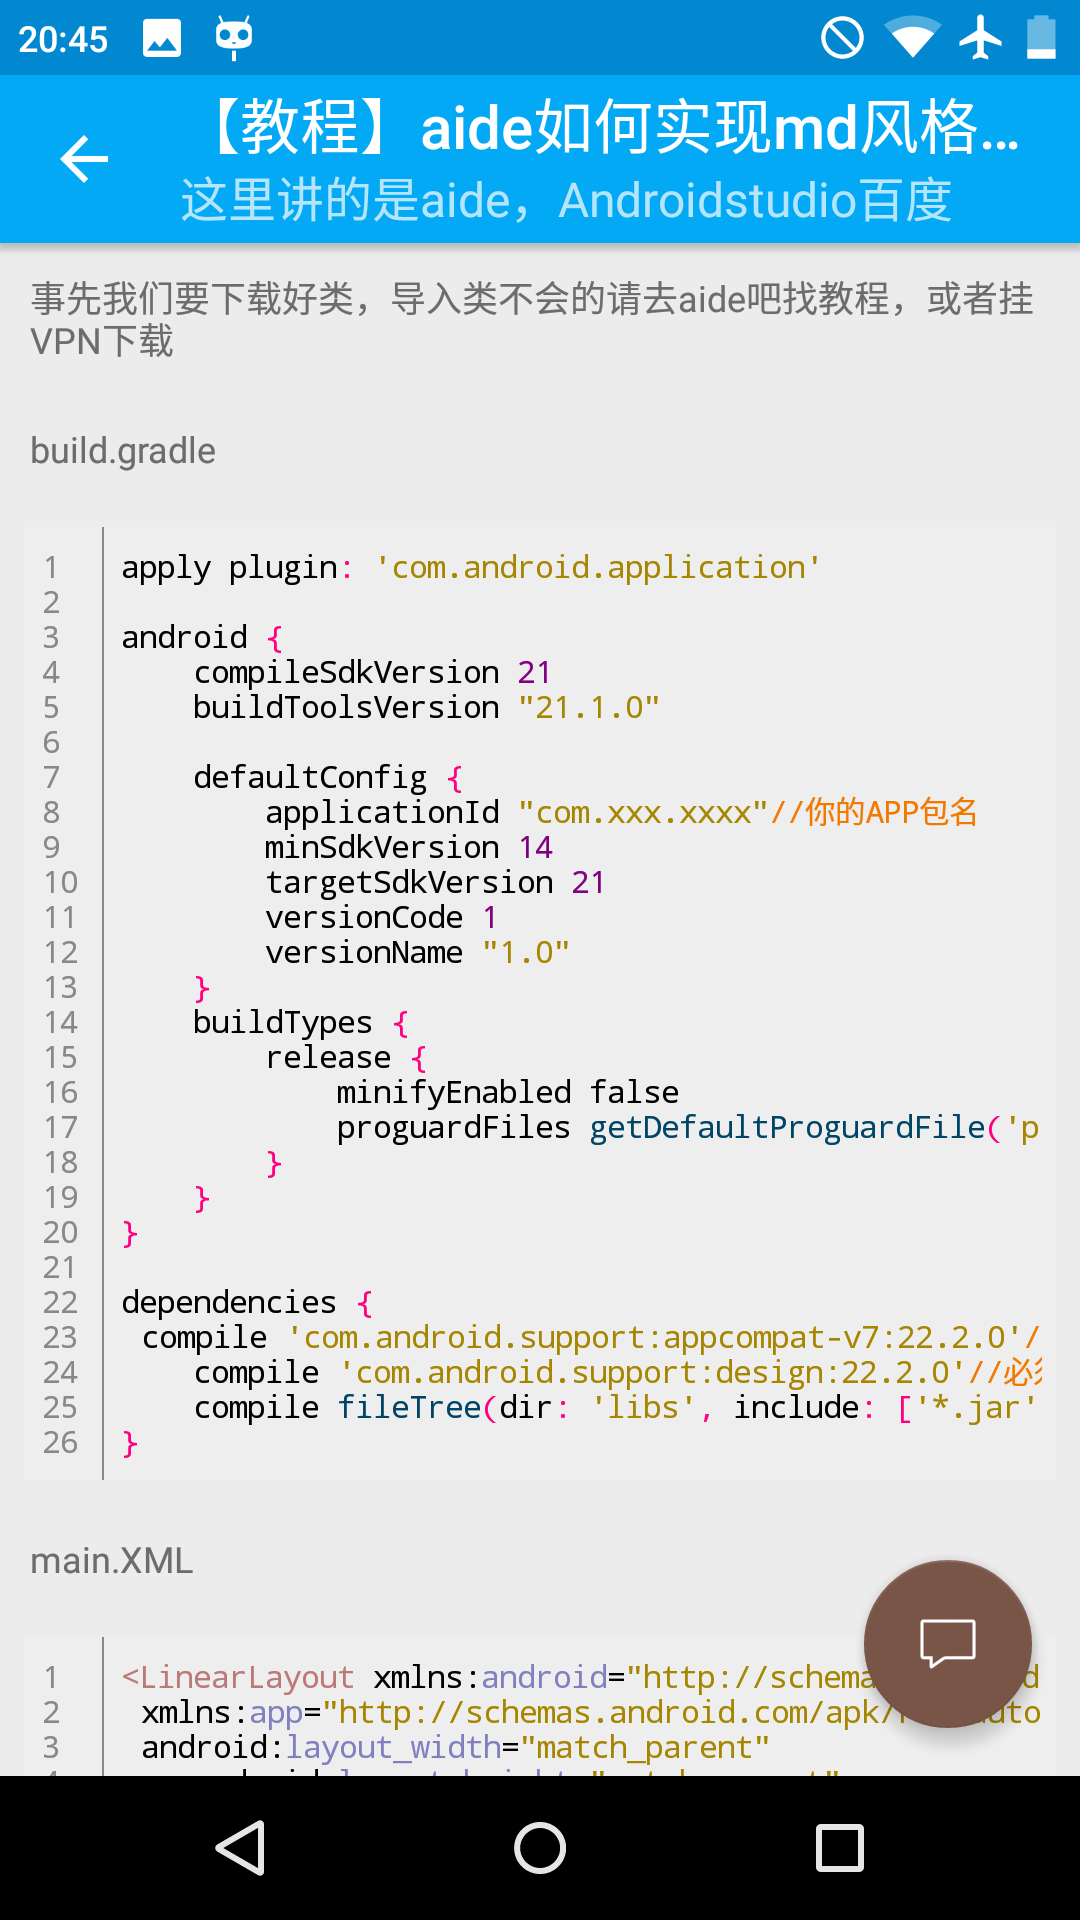 20:45
【教程】aide如何实现md风格...
这里讲的是aide，Androidstudio百度
事先我们要下载好类，导入类不会的请去aide吧找教程，或者挂
VPN下载
build.gradle
1 apply plugin: 'com.android.application'
2
3 android {
4 compileSdkVersion 21
5 buildToolsVersion "21.1.0"
6
7 defaultConfig {
8 applicationId "com.xxx.xxxx"//你的APP包名
9 minSdkVersion 14
10 targetSdkVersion 21
11 versionCode 1
12 versionName "1.0"
13 }
14 buildTypes {
15 release {
16 minifyEnabled false
17 proguardFiles getDefaultProguardFile('p
18 }
19 }
20 }
21
22 dependencies {
23 compile 'com.android.support:appcompat-v7:22.2.0'/
24 compile 'com.android.support:design:22.2.0'//必
25 compile fileTree(dir: 'libs', include: ['*.jar'
26 }
main.XML
1 <LinearLayout xmlns:android="http://schema
2 xmlns:app="http://schemas.android.com/apk/
3 android:layout_width="match_parent"